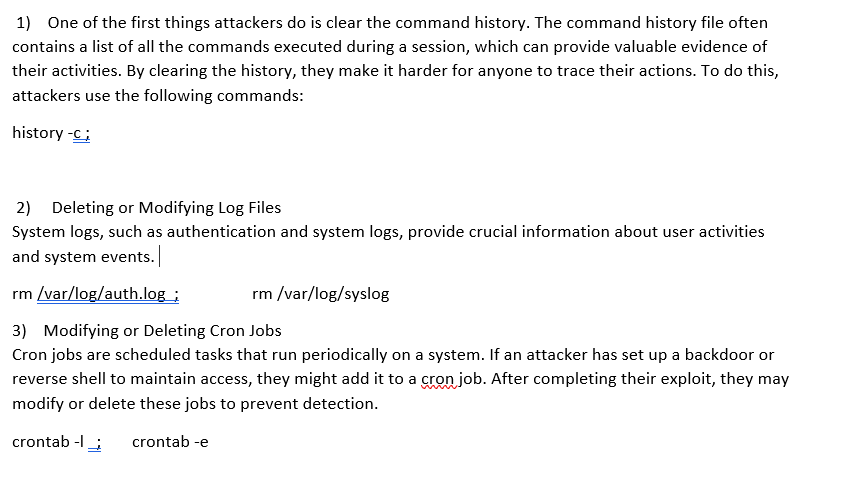 1) One of the first things attackers do is clear the command history. The command history file often
contains a list of all the commands executed during a session, which can provide valuable evidence of
their activities. By clearing the history, they make it harder for anyone to trace their actions. To do this,
attackers use the following commands:
history -c ;
2) Deleting or Modifying Log Files
System logs, such as authentication and system logs, provide crucial information about user activities
and system events.
rm /var/log/auth.log ; rm /var/log/syslog
3) Modifying or Deleting Cron Jobs
Cron jobs are scheduled tasks that run periodically on a system. If an attacker has set up a backdoor or
reverse shell to maintain access, they might add it to a cron job. After completing their exploit, they may
modify or delete these jobs to prevent detection.
crontab -l ; crontab -e